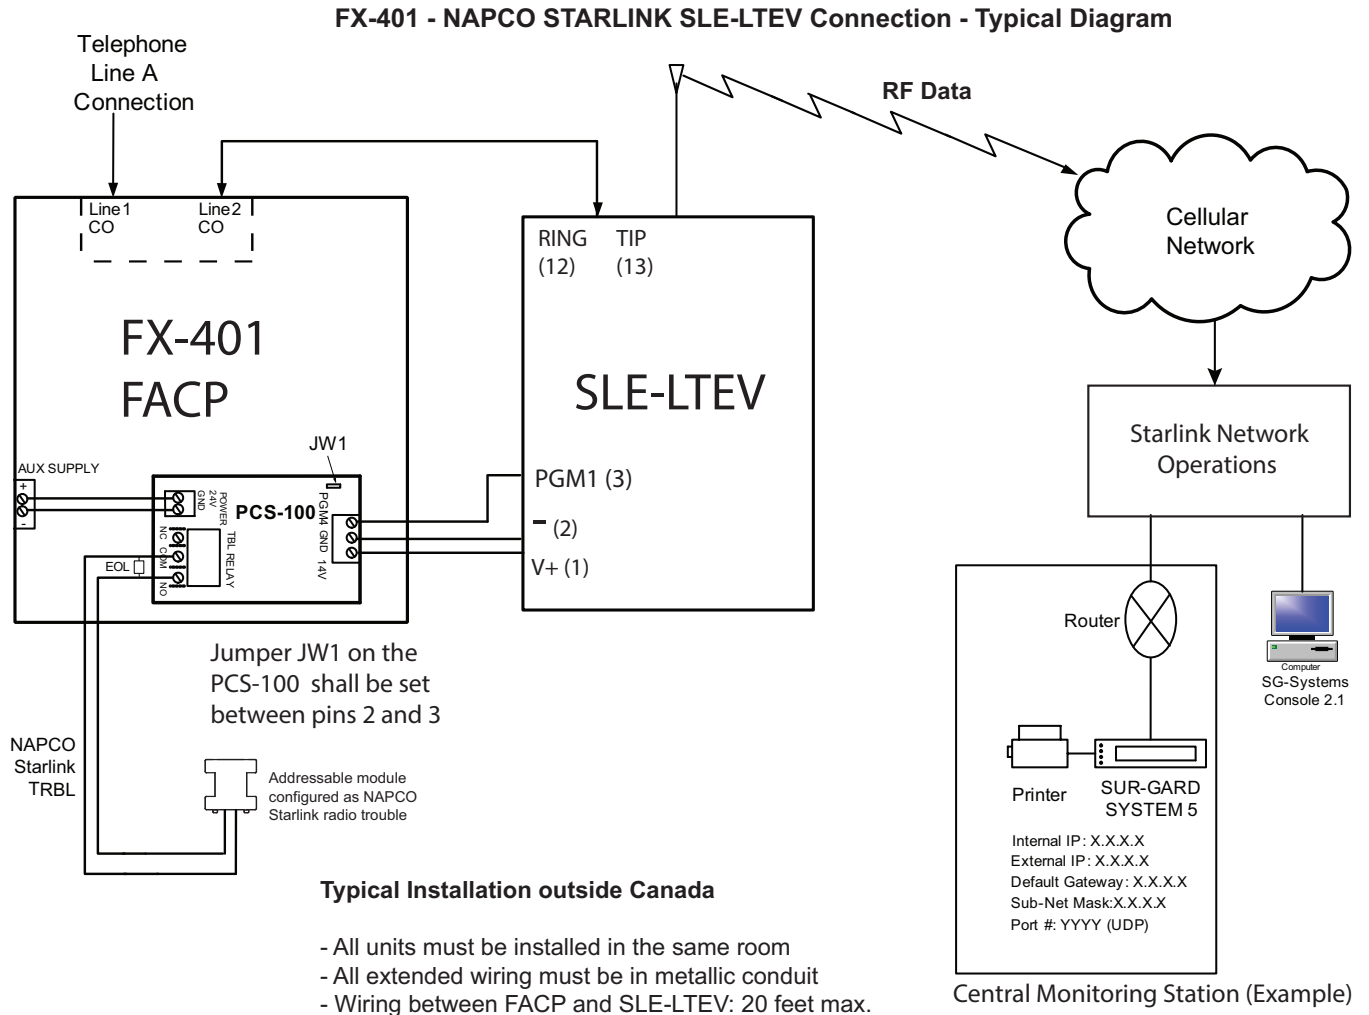 FX-401 - NAPCO STARLINK SLE-LTEV Connection - Typical Diagram
Telephone
Line A
Connection
RF Data
Line1
CO
Line2
CO
RING
(12)
TIP
(13)
Cellular
Network
FX-401
FACP
SLE-LTEV
Starlink Network
Operations
JW1
AUX SUPPLY
+
-
POWER
24V
GND
PCS-100
PGM4 GND 14V
TBL RELAY
NC COM NO
EOL
PGM1 (3)
- (2)
V+ (1)
Router
Computer
SG-Systems
Console 2.1
Jumper JW1 on the
PCS-100 shall be set
between pins 2 and 3
NAPCO
Starlink
TRBL
Addressable module
configured as NAPCO
Starlink radio trouble
Printer
SUR-GARD
SYSTEM 5
Internal IP: X.X.X.X
External IP: X.X.X.X
Default Gateway: X.X.X.X
Sub-Net Mask:X.X.X.X
Port #: YYYY (UDP)
Central Monitoring Station (Example)
Typical Installation outside Canada
- All units must be installed in the same room
- All extended wiring must be in metallic conduit
- Wiring between FACP and SLE-LTEV: 20 feet max.